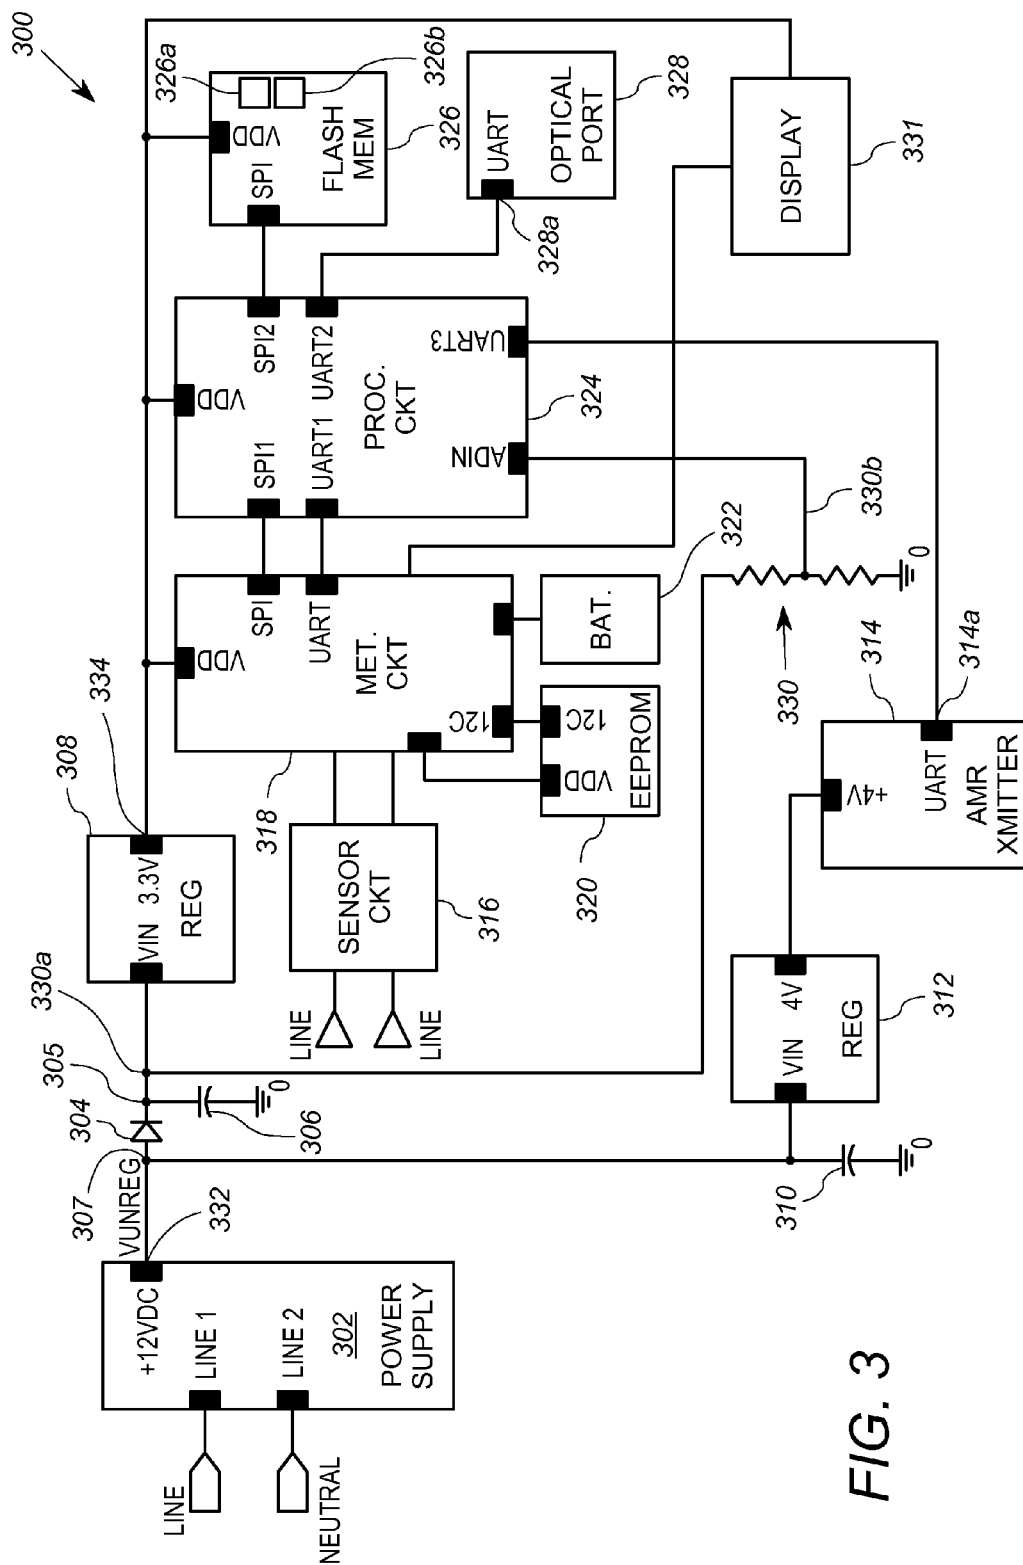 300
LINE
NEUTRAL
+12VDC
LINE 1
LINE 2
302
POWER
SUPPLY
332
VUNREG
307
304
305
330a
306
0
308
VIN 3.3V
REG
334
LINE
LINE
SENSOR
CKT
316
318
VDD
SPI
UART
MET.
CKT
12C
12C
VDD
EEPROM
320
BAT.
322
VDD
SPI1
SPI2
UART1 UART2
PROC.
CKT
ADIN
UART3
324
VDD
SPI
FLASH
MEM
326a
326b
326
UART
OPTICAL
PORT
328
328a
DISPLAY
331
330b
330
0
310
0
VIN 4V
REG
312
+4V
UART
AMR
XMITTER
314
314a
FIG. 3